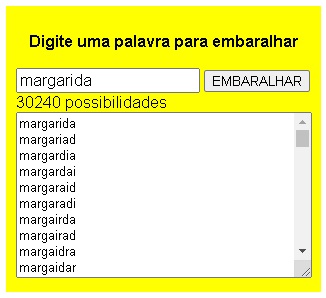 Digite uma palavra para embaralhar
margarida EMBARALHAR
30240 possibilidades
margarida
margariad
margardia
margardai
margaraid
margaradi
margairda
margairad
margaidra
margaidar